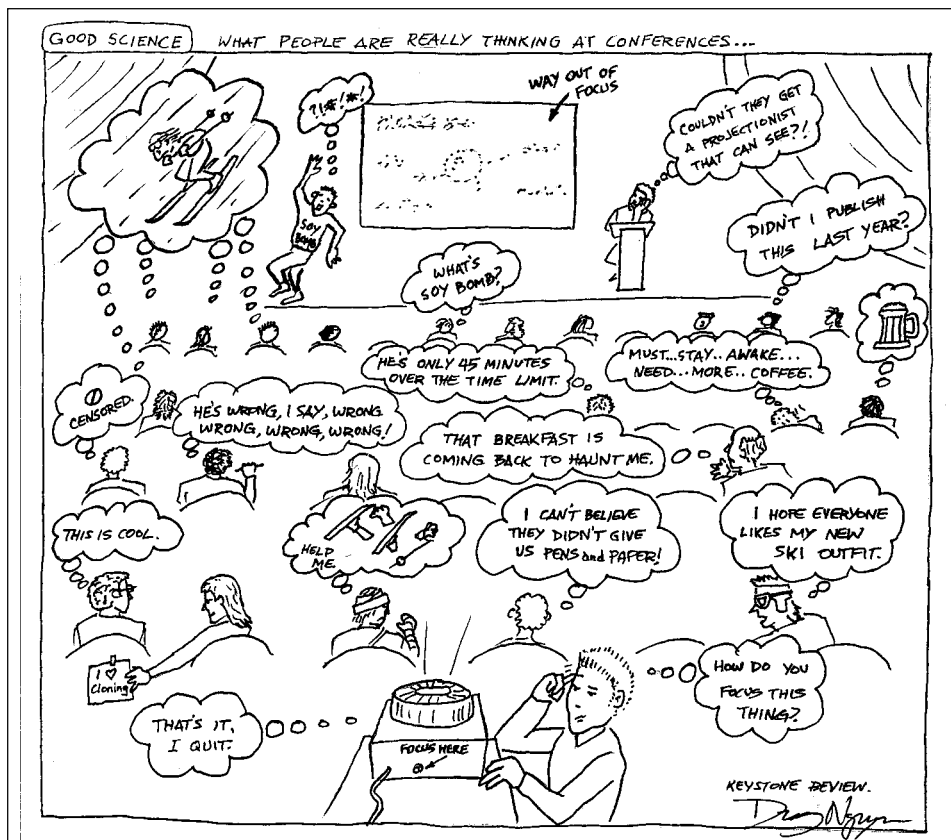 GOOD SCIENCE WHAT PEOPLE ARE REALLY THINKING AT CONFERENCES...
WAY OUT OF
FOCUS
?!*!#!
COULDN'T THEY GET
A PROJECTIONIST
THAT CAN SEE?!
SOY
BOMB
DIDN'T I PUBLISH
THIS LAST YEAR?
WHAT'S
SOY BOMB?
HE'S ONLY 45 MINUTES
OVER THE TIME LIMIT.
MUST...STAY..AWAKE...
NEED...MORE..COFFEE.
CENSORED.
HE'S WRONG, I SAY, WRONG
WRONG, WRONG, WRONG!
THAT BREAKFAST IS
COMING BACK TO HAUNT ME.
THIS IS COOL.
HELP
ME.
I CAN'T BELIEVE
THEY DIDN'T GIVE
US PENS and PAPER!
I HOPE EVERYONE
LIKES MY NEW
SKI OUTFIT.
I ♡
Cloning
HOW DO YOU
FOCUS THIS
THING?
THAT'S IT,
I QUIT.
FOCUS HERE
KEYSTONE REVIEW.